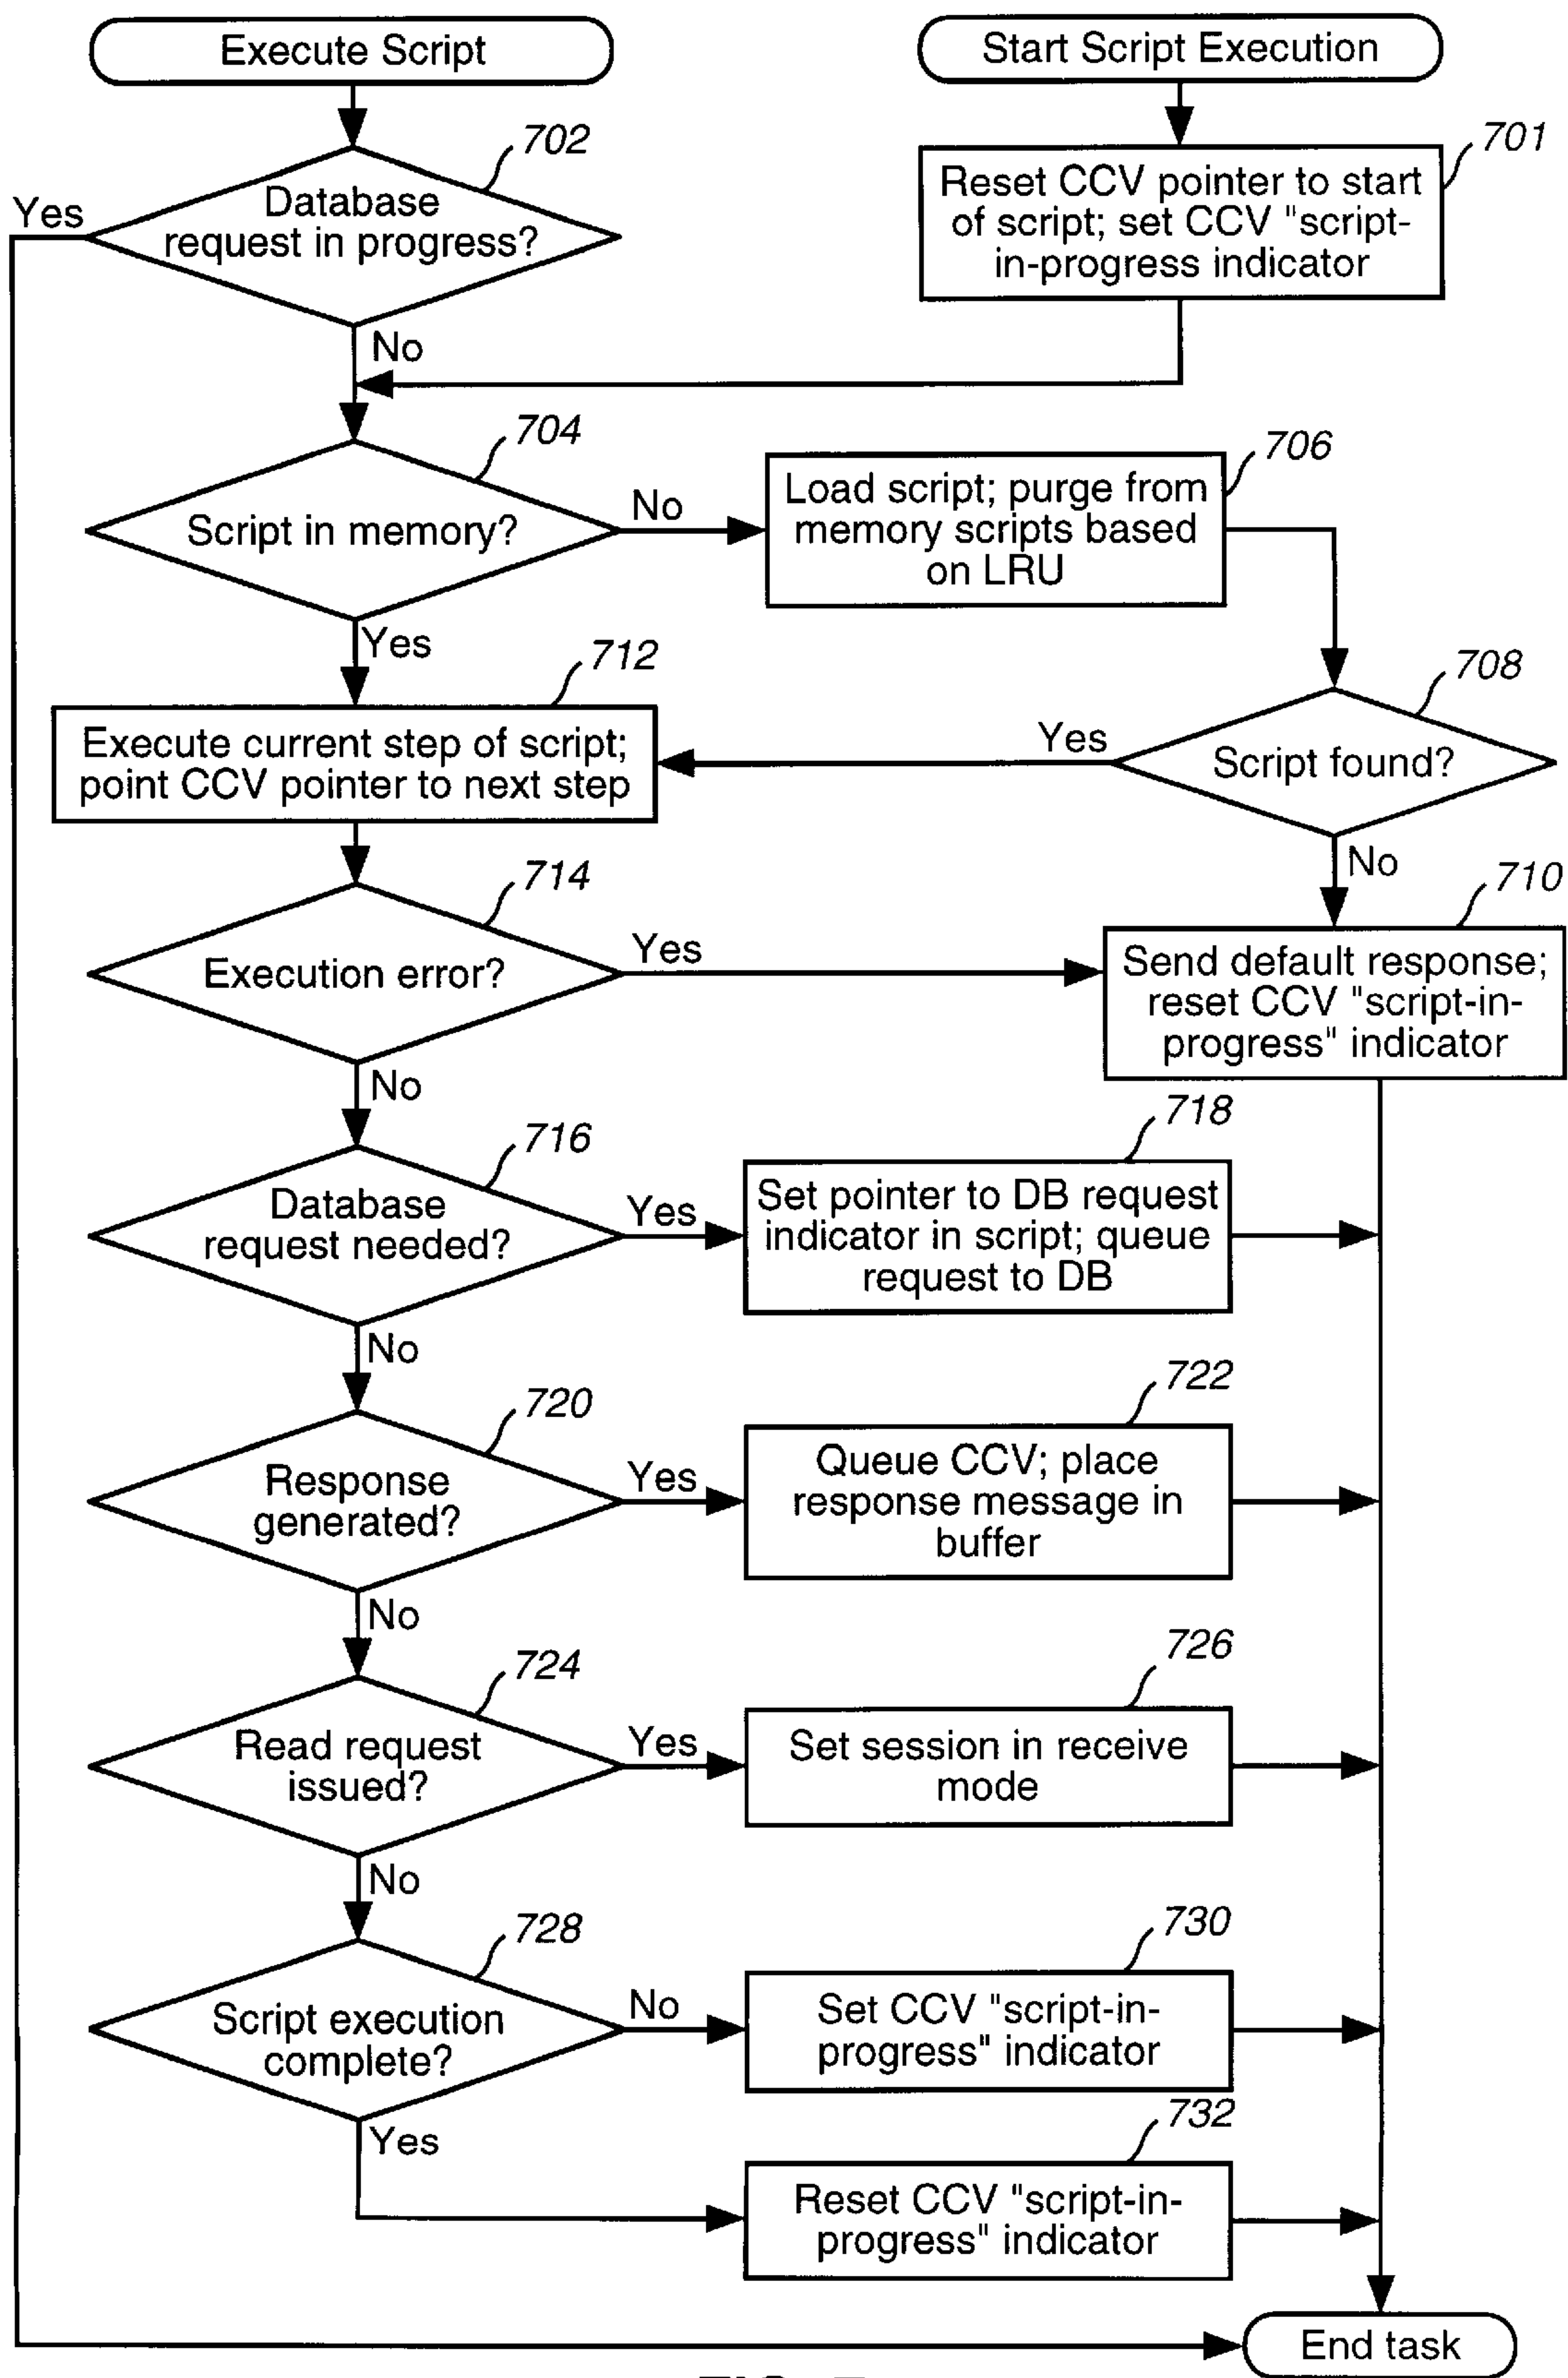 Execute Script
Start Script Execution
702
701
Database
request in progress?
Yes
Reset CCV pointer to start
of script; set CCV "script-
in-progress indicator
No
704
706
Script in memory?
No
Load script; purge from
memory scripts based
on LRU
Yes
712
708
Execute current step of script;
point CCV pointer to next step
Yes
Script found?
No
714
710
Execution error?
Yes
Send default response;
reset CCV "script-in-
progress" indicator
No
716
718
Database
request needed?
Yes
Set pointer to DB request
indicator in script; queue
request to DB
No
720
722
Response
generated?
Yes
Queue CCV; place
response message in
buffer
No
724
726
Read request
issued?
Yes
Set session in receive
mode
No
728
730
Script execution
complete?
No
Set CCV "script-in-
progress" indicator
Yes
732
Reset CCV "script-in-
progress" indicator
End task